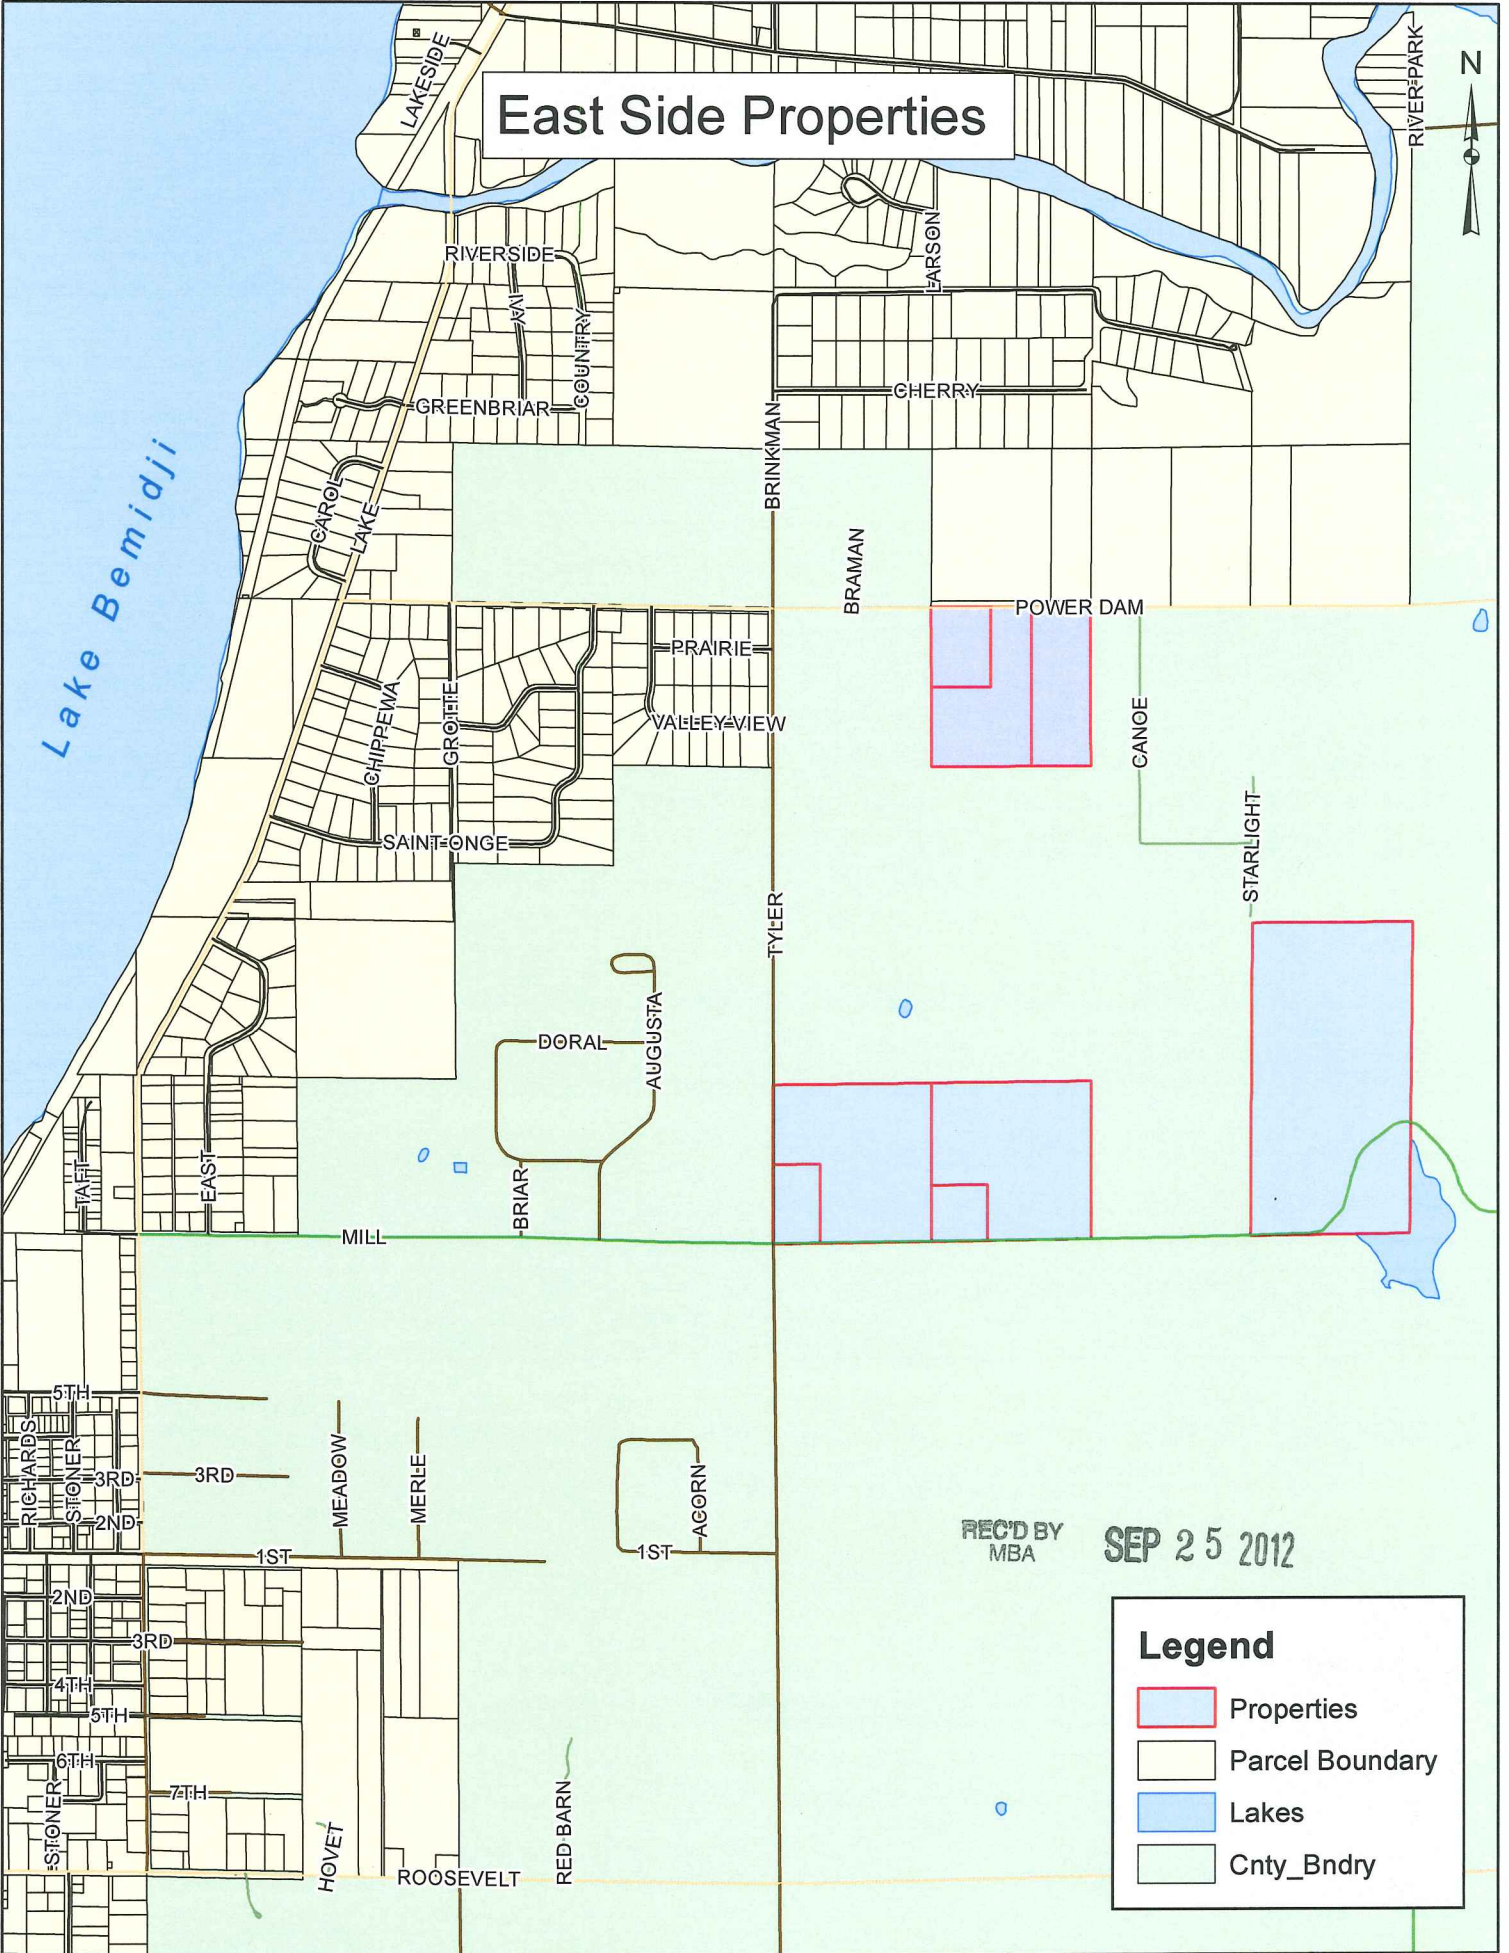 East Side Properties
N
LAKESIDE
RIVER PARK
RIVERSIDE
IVY
COUNTRY
LARSON
GREENBRIAR
CHERRY
BRINKMAN
Lake Bemidji
CAROL
LAKE
BRAMAN
POWER DAM
PRAIRIE
CHIPPEWA
GROTTE
VALLEY VIEW
CANOE
SAINT ONGE
STARLIGHT
TYLER
DORAL
AUGUSTA
TAFT
EAST
BRIAR
MILL
5TH
RICHARDS
STONER
3RD
3RD
2ND
MEADOW
MERLE
ACORN
1ST
1ST
REC'D BY
MBA
SEP 25 2012
2ND
3RD
4TH
5TH
6TH
7TH
STONER
HOVET
RED BARN
ROOSEVELT
Legend
Properties
Parcel Boundary
Lakes
Cnty_Bndry